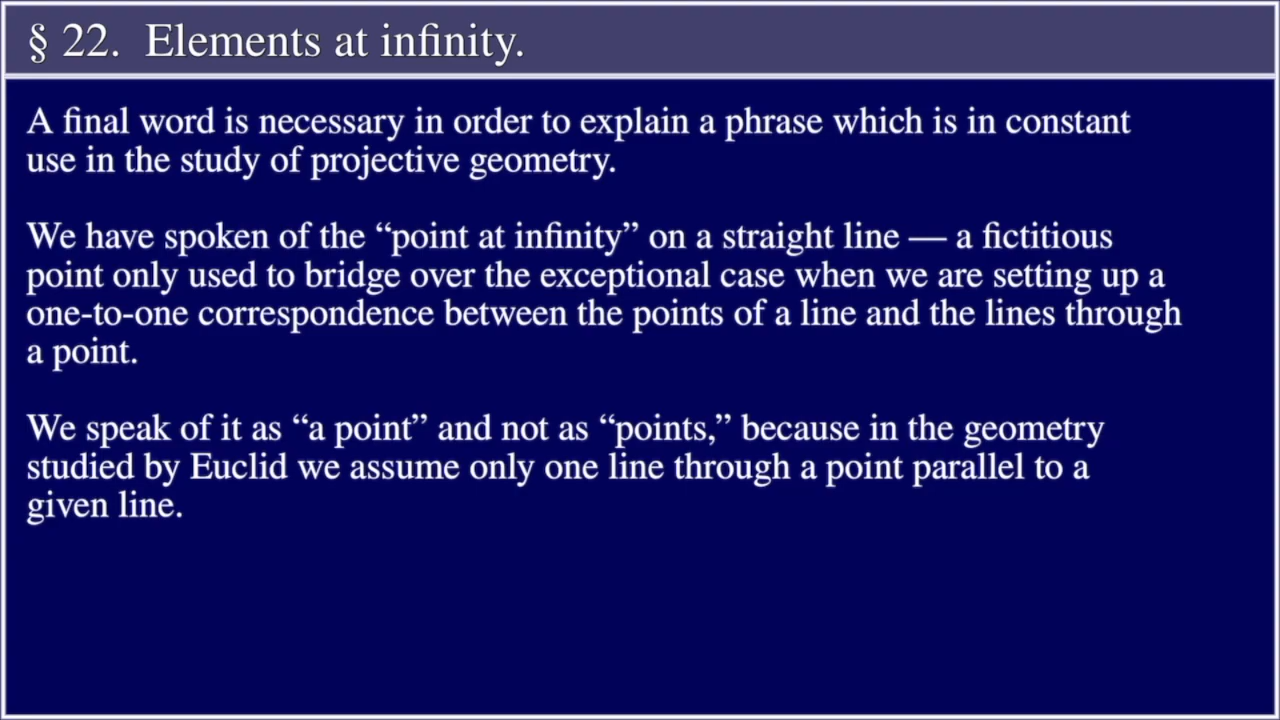 § 22. Elements at infinity.
A final word is necessary in order to explain a phrase which is in constant
use in the study of projective geometry.
We have spoken of the “point at infinity” on a straight line — a fictitious
point only used to bridge over the exceptional case when we are setting up a
one-to-one correspondence between the points of a line and the lines through
a point.
We speak of it as “a point” and not as “points,” because in the geometry
studied by Euclid we assume only one line through a point parallel to a
given line.